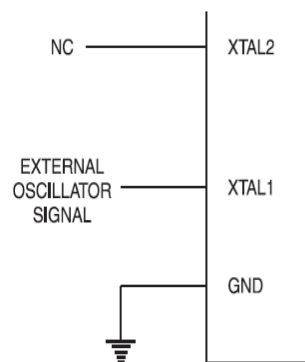 NC XTAL2
EXTERNAL
OSCILLATOR XTAL1
SIGNAL
GND